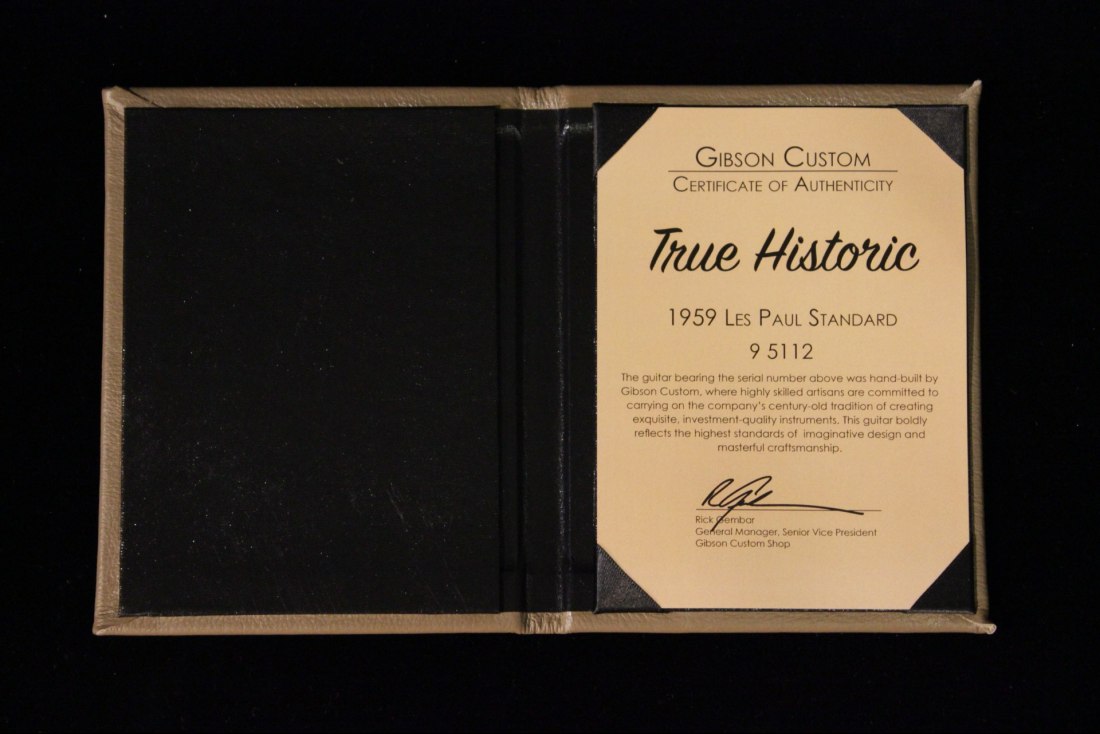 GIBSON CUSTOM
CERTIFICATE OF AUTHENTICITY
True Historic
1959 LES PAUL STANDARD
9 5112
The guitar bearing the serial number above was hand-built by
Gibson Custom, where highly skilled artisans are committed to
carrying on the company's century-old tradition of creating
exquisite, investment-quality instruments. This guitar boldly
reflects the highest standards of imaginative design and
masterful craftsmanship.
Rick Gembar
General Manager, Senior Vice President
Gibson Custom Shop